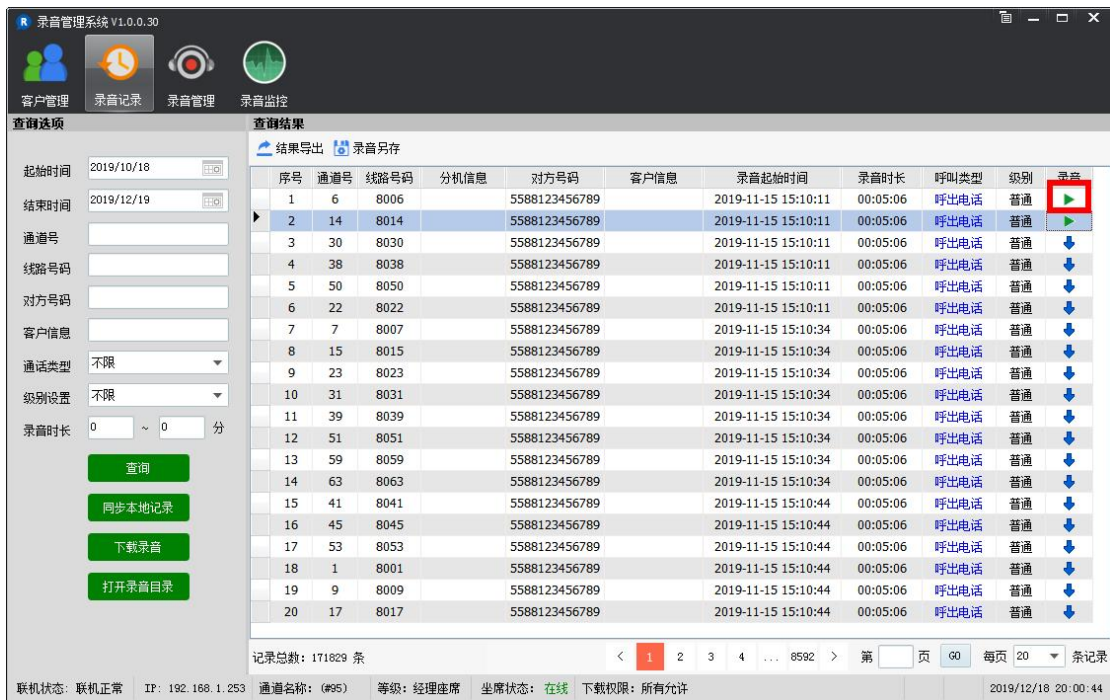 R 录音管理系统 V1.0.0.30
客户管理 录音记录 录音管理 录音监控
查询选项 查询结果
结果导出 录音另存
起始时间 2019/10/18
结束时间 2019/12/19
通道号
线路号码
对方号码
客户信息
通话类型 不限
级别设置 不限
录音时长 0 ~ 0 分
查询
同步本地记录
下载录音
打开录音目录
序号 通道号 线路号码 分机信息 对方号码 客户信息 录音起始时间 录音时长 呼叫类型 级别 录音
1 6 8006 5588123456789 2019-11-15 15:10:11 00:05:06 呼出电话 普通
2 14 8014 5588123456789 2019-11-15 15:10:11 00:05:06 呼出电话 普通
3 30 8030 5588123456789 2019-11-15 15:10:11 00:05:06 呼出电话 普通
4 38 8038 5588123456789 2019-11-15 15:10:11 00:05:06 呼出电话 普通
5 50 8050 5588123456789 2019-11-15 15:10:11 00:05:06 呼出电话 普通
6 22 8022 5588123456789 2019-11-15 15:10:11 00:05:06 呼出电话 普通
7 7 8007 5588123456789 2019-11-15 15:10:34 00:05:06 呼出电话 普通
8 15 8015 5588123456789 2019-11-15 15:10:34 00:05:06 呼出电话 普通
9 23 8023 5588123456789 2019-11-15 15:10:34 00:05:06 呼出电话 普通
10 31 8031 5588123456789 2019-11-15 15:10:34 00:05:06 呼出电话 普通
11 39 8039 5588123456789 2019-11-15 15:10:34 00:05:06 呼出电话 普通
12 51 8051 5588123456789 2019-11-15 15:10:34 00:05:06 呼出电话 普通
13 59 8059 5588123456789 2019-11-15 15:10:34 00:05:06 呼出电话 普通
14 63 8063 5588123456789 2019-11-15 15:10:34 00:05:06 呼出电话 普通
15 41 8041 5588123456789 2019-11-15 15:10:44 00:05:06 呼出电话 普通
16 45 8045 5588123456789 2019-11-15 15:10:44 00:05:06 呼出电话 普通
17 53 8053 5588123456789 2019-11-15 15:10:44 00:05:06 呼出电话 普通
18 1 8001 5588123456789 2019-11-15 15:10:44 00:05:06 呼出电话 普通
19 9 8009 5588123456789 2019-11-15 15:10:44 00:05:06 呼出电话 普通
20 17 8017 5588123456789 2019-11-15 15:10:44 00:05:06 呼出电话 普通
记录总数: 171829 条 < 1 2 3 4 ... 8592 > 第 页 GO 每页 20 条记录
联机状态: 联机正常 IP: 192.168.1.253 通道名称: (#95) 等级: 经理座席 坐席状态: 在线 下载权限: 所有允许 2019/12/18 20:00:44